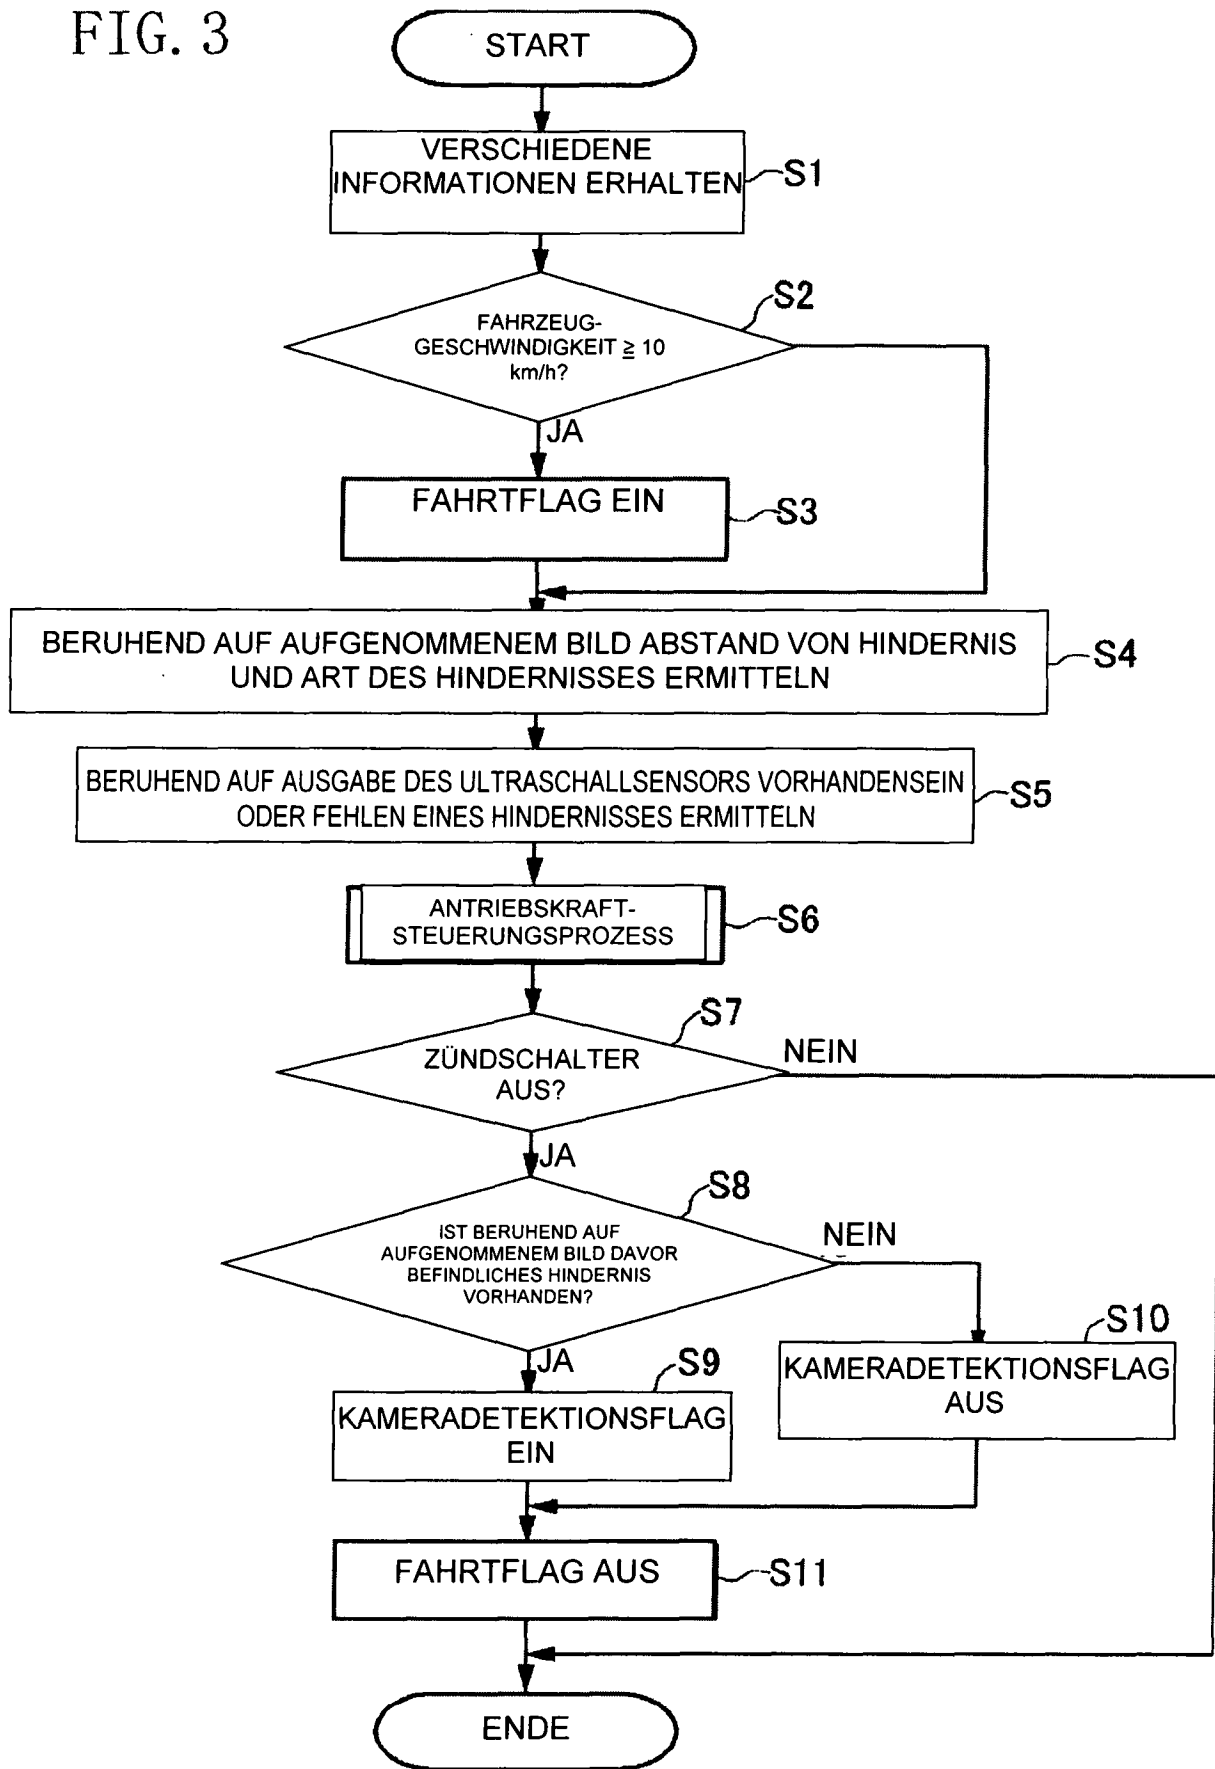 FIG. 3
START
VERSCHIEDENE
INFORMATIONEN ERHALTEN
S1
S2
FAHRZEUG-
GESCHWINDIGKEIT ≧ 10
km/h?
JA
FAHRTFLAG EIN
S3
BERUHEND AUF AUFGENOMMENEM BILD ABSTAND VON HINDERNIS
UND ART DES HINDERNISSES ERMITTELN
S4
BERUHEND AUF AUSGABE DES ULTRASCHALLSENSORS VORHANDENSEIN
ODER FEHLEN EINES HINDERNISSES ERMITTELN
S5
ANTRIEBSKRAFT-
STEUERUNGSPROZESS
S6
S7
ZÜNDSCHALTER
AUS?
NEIN
JA
S8
IST BERUHEND AUF
AUFGENOMMENEM BILD DAVOR
BEFINDLICHES HINDERNIS
VORHANDEN?
NEIN
JA
S9
KAMERADETEKTIONSFLAG
EIN
S10
KAMERADETEKTIONSFLAG
AUS
FAHRTFLAG AUS
S11
ENDE